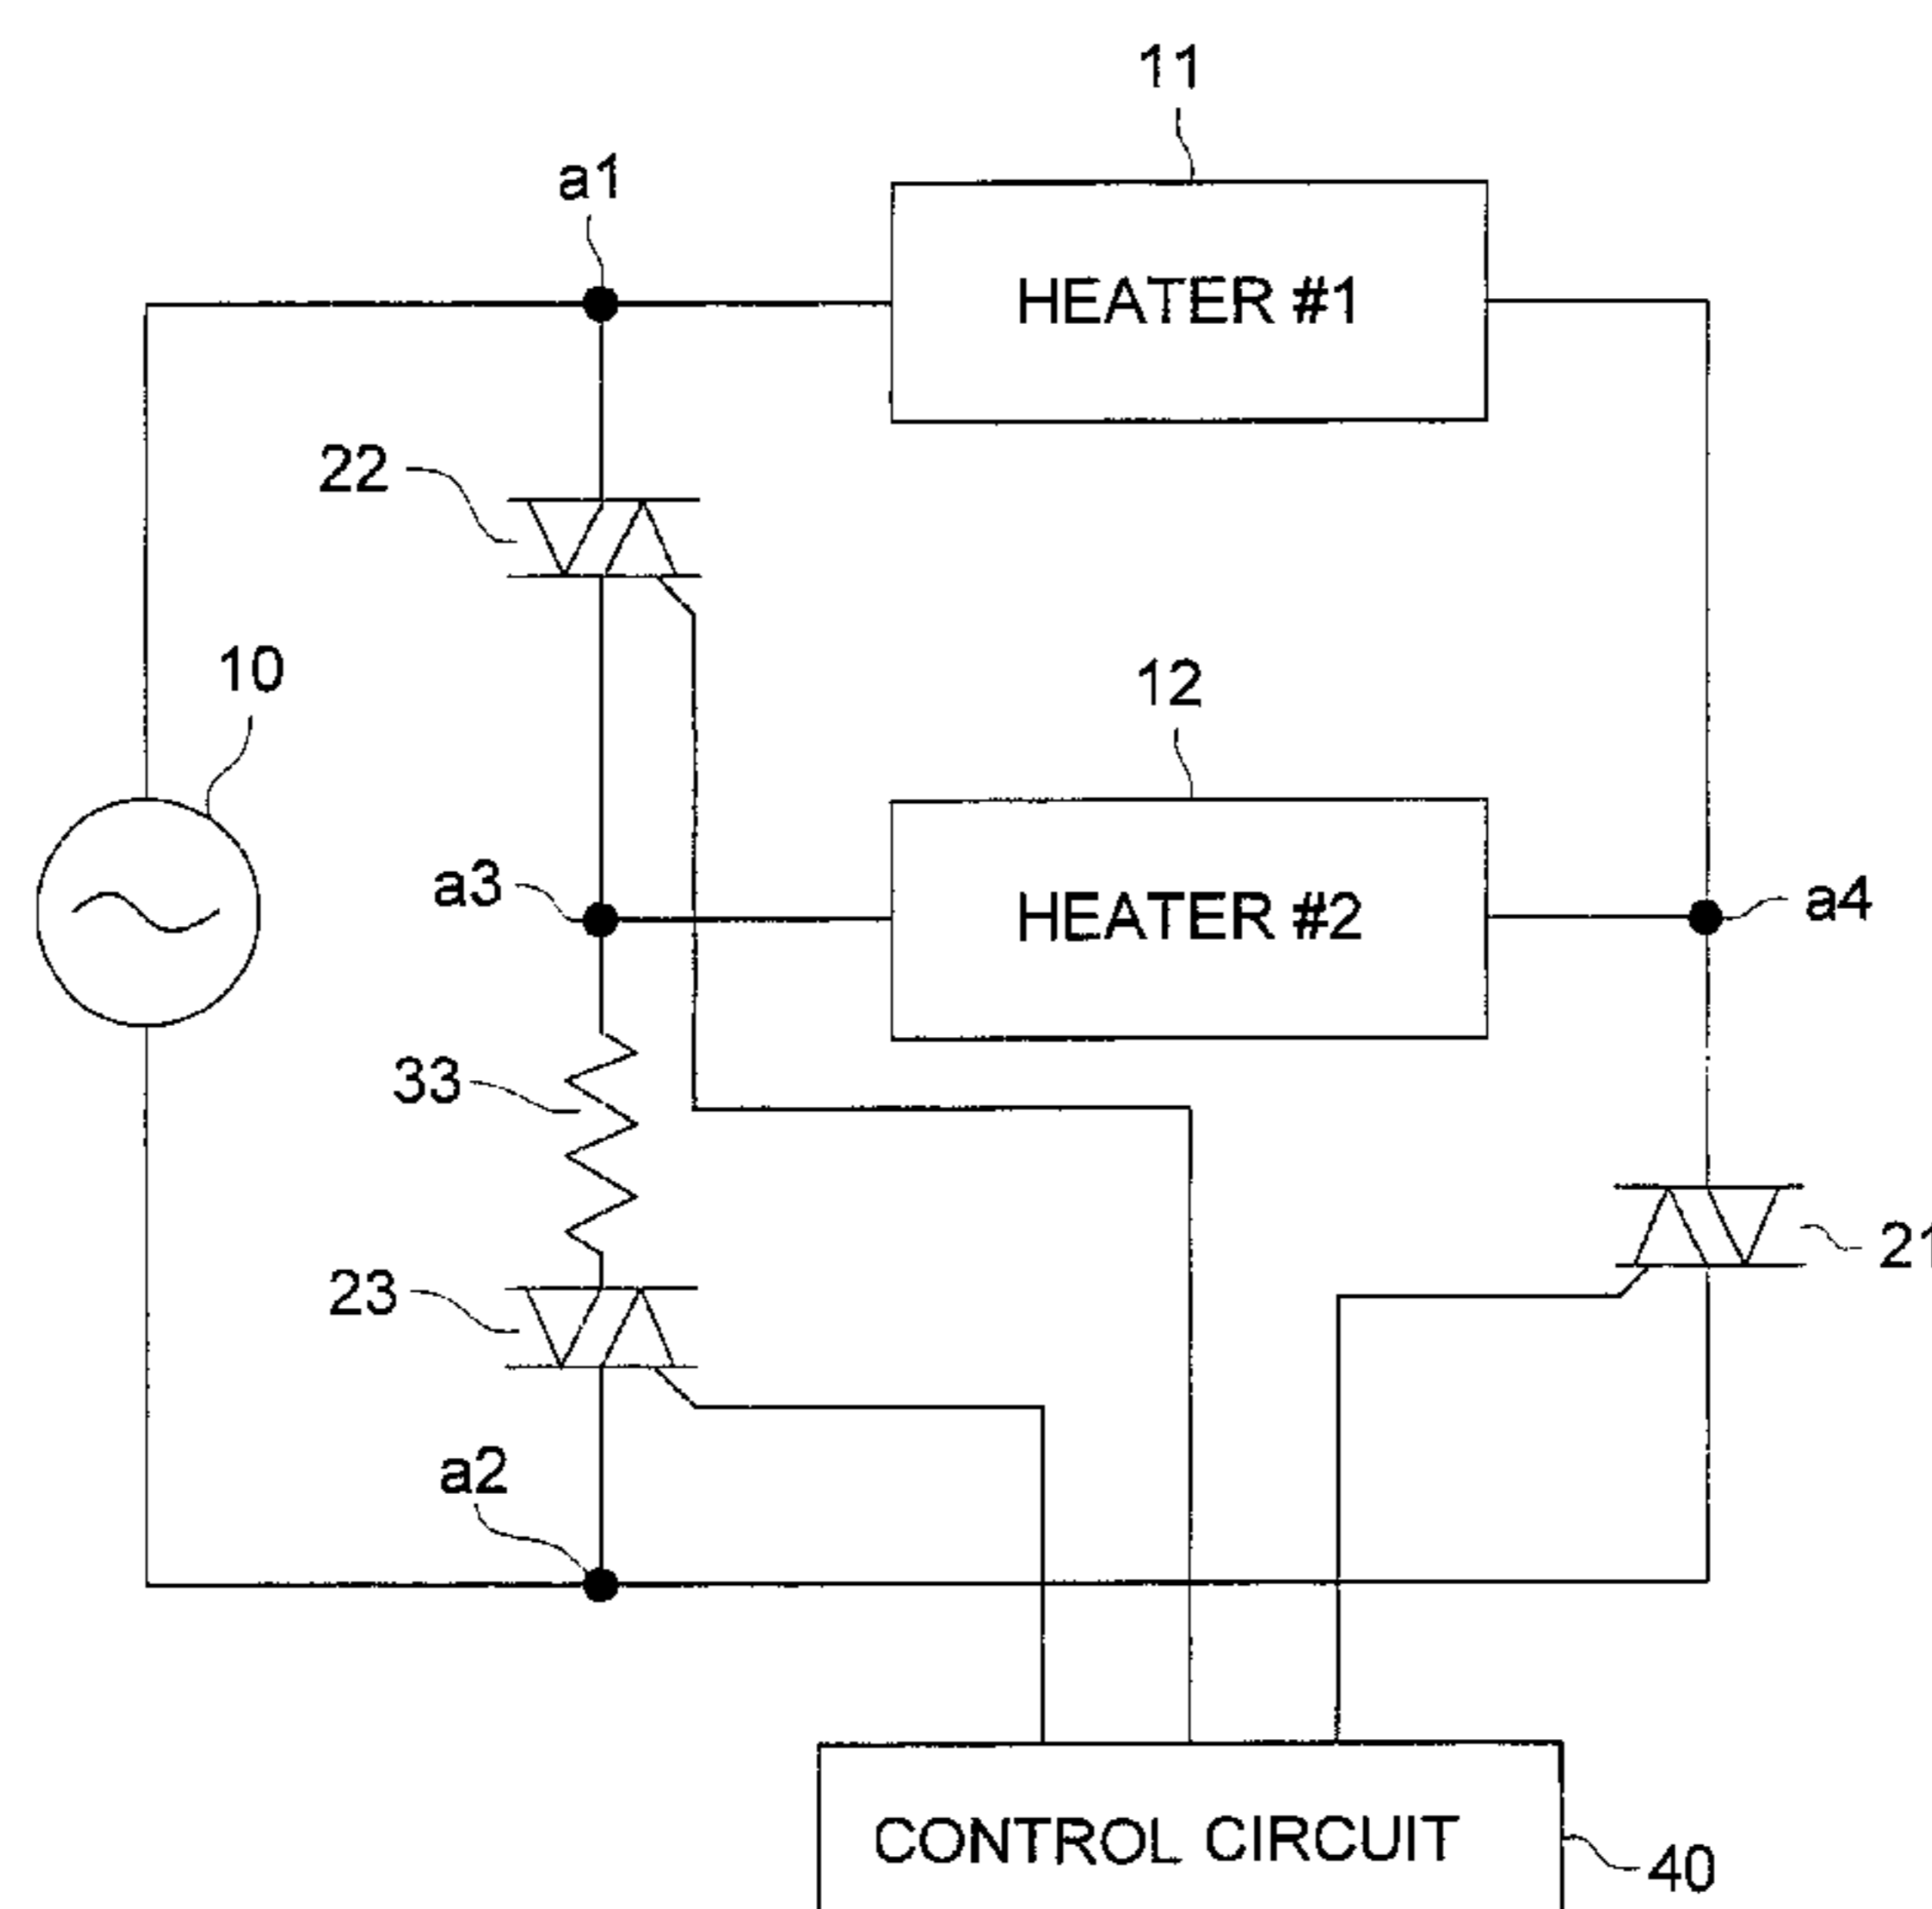 11
a1
HEATER #1
22
10
12
a3
HEATER #2
a4
33
23
21
a2
CONTROL CIRCUIT
40